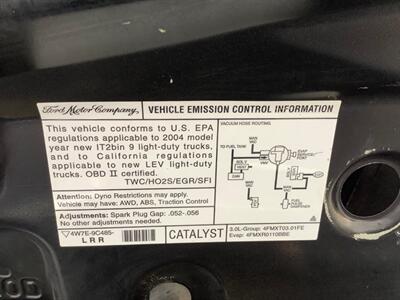 Ford Motor Company,
VEHICLE EMISSION CONTROL INFORMATION
This vehicle conforms to U.S. EPA
regulations applicable to 2004 model
year new IT2bin 9 light-duty trucks,
and to California regulations
applicable to new LEV light-duty
trucks. OBD II certified.
TWC/HO2S/EGR/SFI
Attention: Dyno Restrictions may apply.
Vehicle may have: AWD, ABS, Traction Control
Adjustments: Spark Plug Gap: .052-.056
No other adjustments needed.
4W7E-9C485-
LRR
CATALYST
3.0L-Group: 4FMXT03.01FE
Evap: 4FMXR0110BBE
VACUUM HOSE ROUTING
TO FUEL TANK
MAN VAC